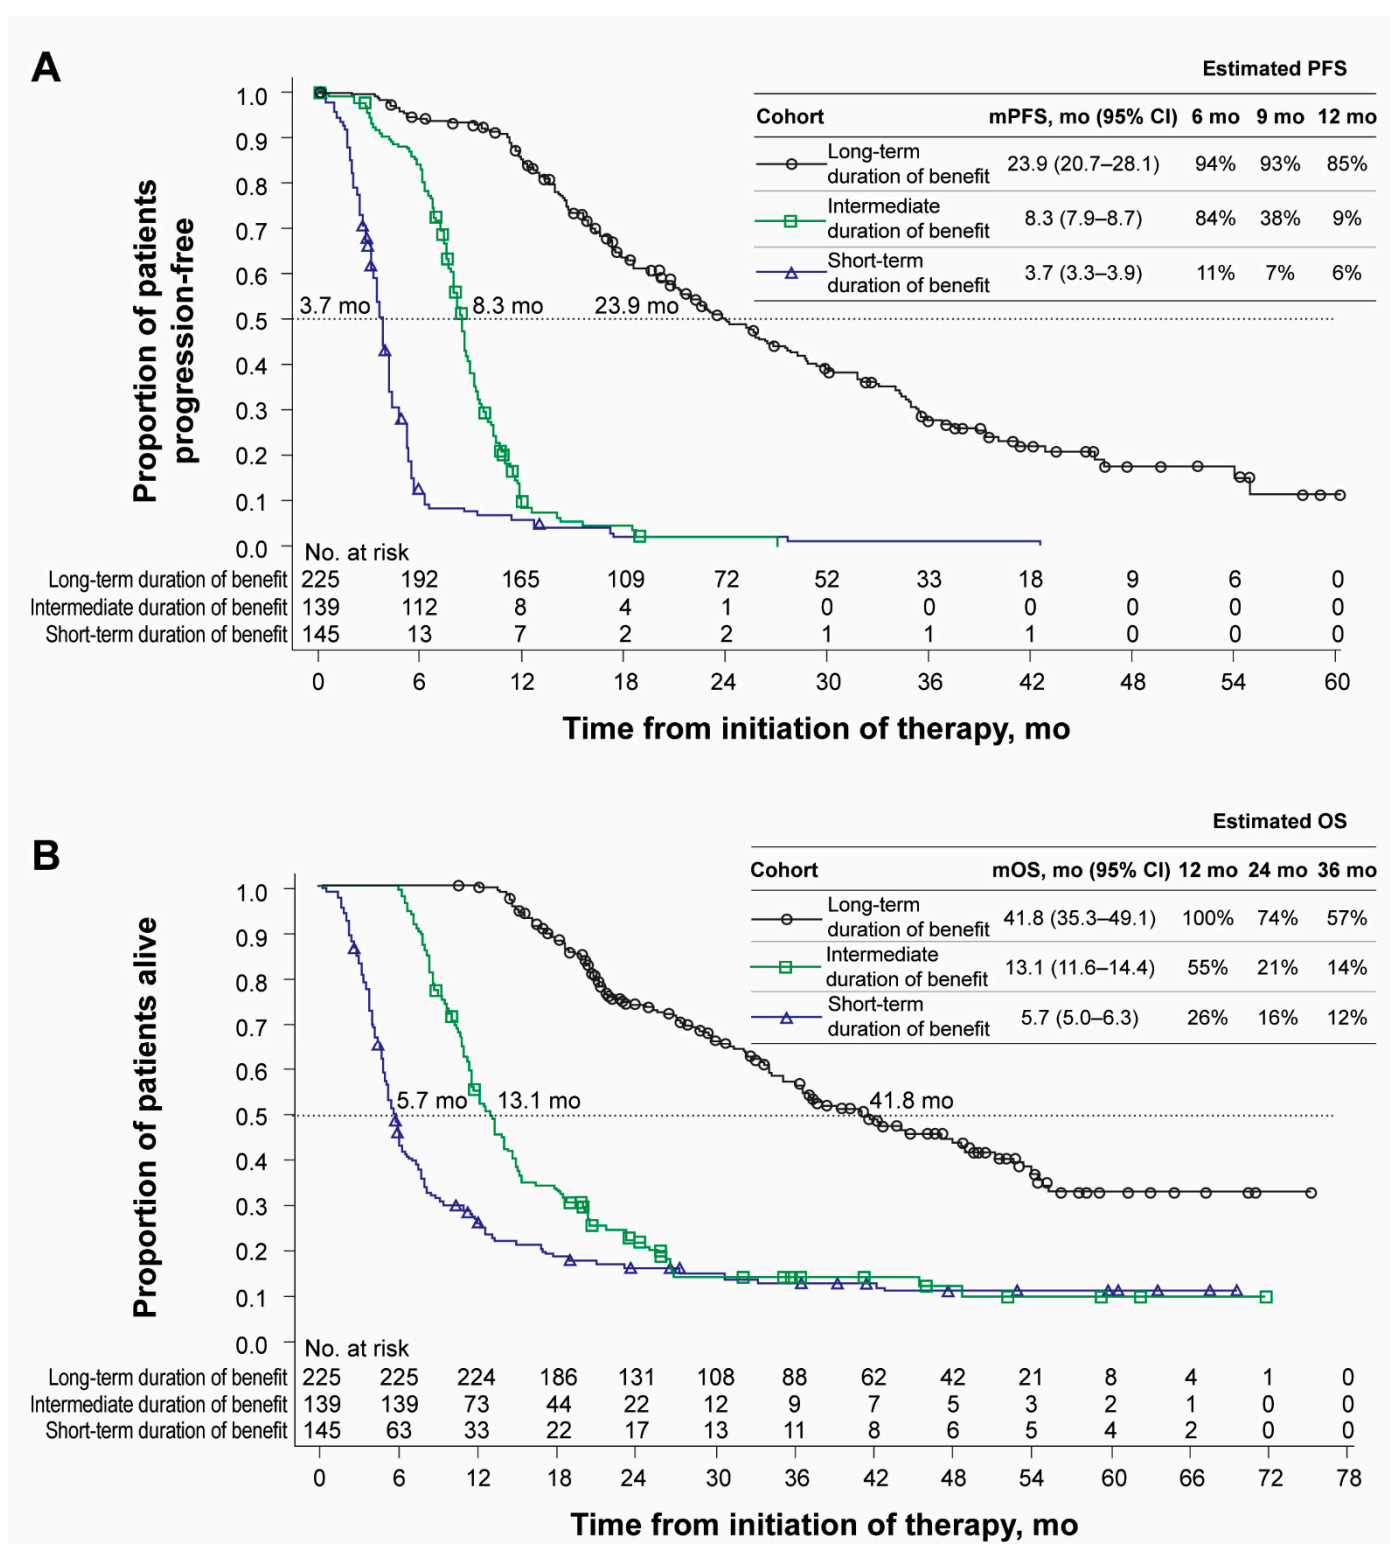 A
Estimated PFS
Cohort mPFS, mo (95% CI) 6 mo 9 mo 12 mo
Long-term
duration of benefit 23.9 (20.7–28.1) 94% 93% 85%
Intermediate
duration of benefit 8.3 (7.9–8.7) 84% 38% 9%
Short-term
duration of benefit 3.7 (3.3–3.9) 11% 7% 6%
Proportion of patients
progression-free
1.0
0.9
0.8
0.7
0.6
0.5
0.4
0.3
0.2
0.1
0.0
3.7 mo 8.3 mo 23.9 mo
No. at risk
Long-term duration of benefit 225 192 165 109 72 52 33 18 9 6 0
Intermediate duration of benefit 139 112 8 4 1 0 0 0 0 0 0
Short-term duration of benefit 145 13 7 2 2 1 1 1 0 0 0
0 6 12 18 24 30 36 42 48 54 60
Time from initiation of therapy, mo
B
Estimated OS
Cohort mOS, mo (95% CI) 12 mo 24 mo 36 mo
Long-term
duration of benefit 41.8 (35.3–49.1) 100% 74% 57%
Intermediate
duration of benefit 13.1 (11.6–14.4) 55% 21% 14%
Short-term
duration of benefit 5.7 (5.0–6.3) 26% 16% 12%
Proportion of patients alive
1.0
0.9
0.8
0.7
0.6
0.5
0.4
0.3
0.2
0.1
0.0
5.7 mo 13.1 mo 41.8 mo
No. at risk
Long-term duration of benefit 225 225 224 186 131 108 88 62 42 21 8 4 1 0
Intermediate duration of benefit 139 139 73 44 22 12 9 7 5 3 2 1 0 0
Short-term duration of benefit 145 63 33 22 17 13 11 8 6 5 4 2 0 0
0 6 12 18 24 30 36 42 48 54 60 66 72 78
Time from initiation of therapy, mo